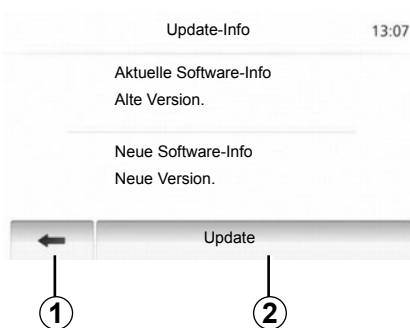 Update-Info 13:07
Aktuelle Software-Info
Alte Version.
Neue Software-Info
Neue Version.
Update
1 2